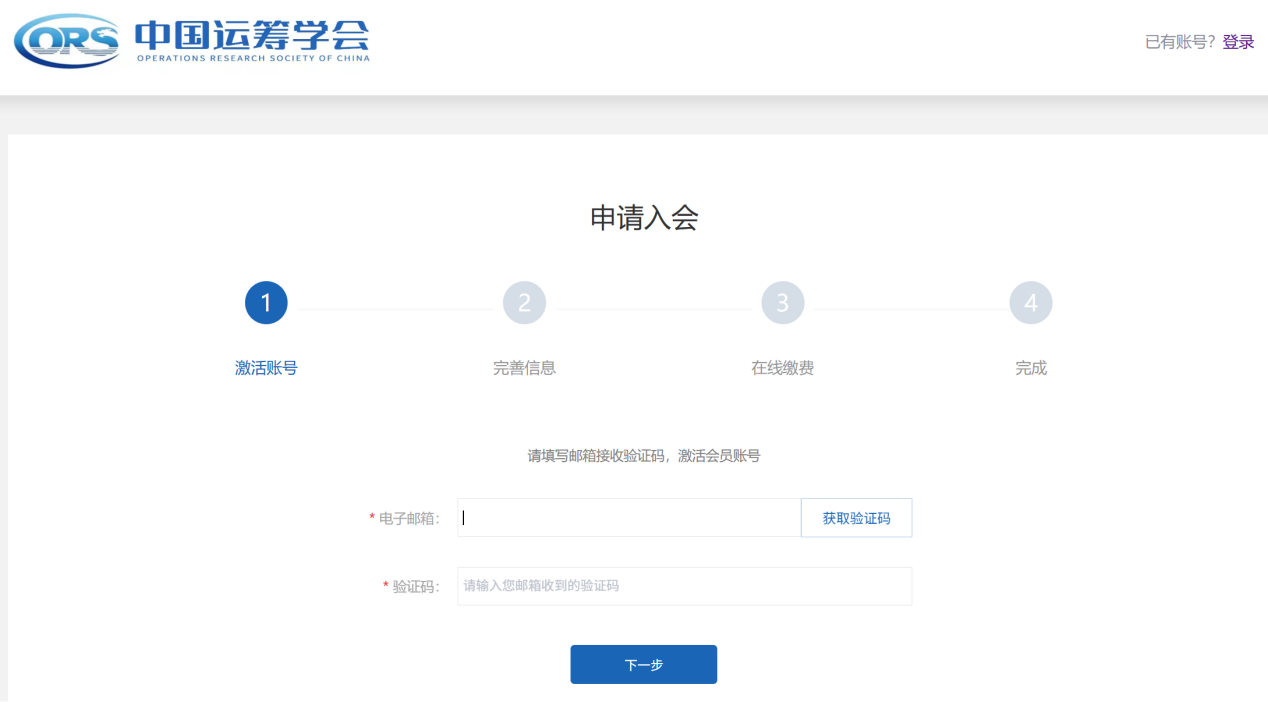 ORS 中国运筹学会
OPERATIONS RESEARCH SOCIETY OF CHINA
已有账号？登录
申请入会
1 2 3 4
激活账号 完善信息 在线缴费 完成
请填写邮箱接收验证码，激活会员账号
* 电子邮箱： 获取验证码
* 验证码： 请输入您邮箱收到的验证码
下一步